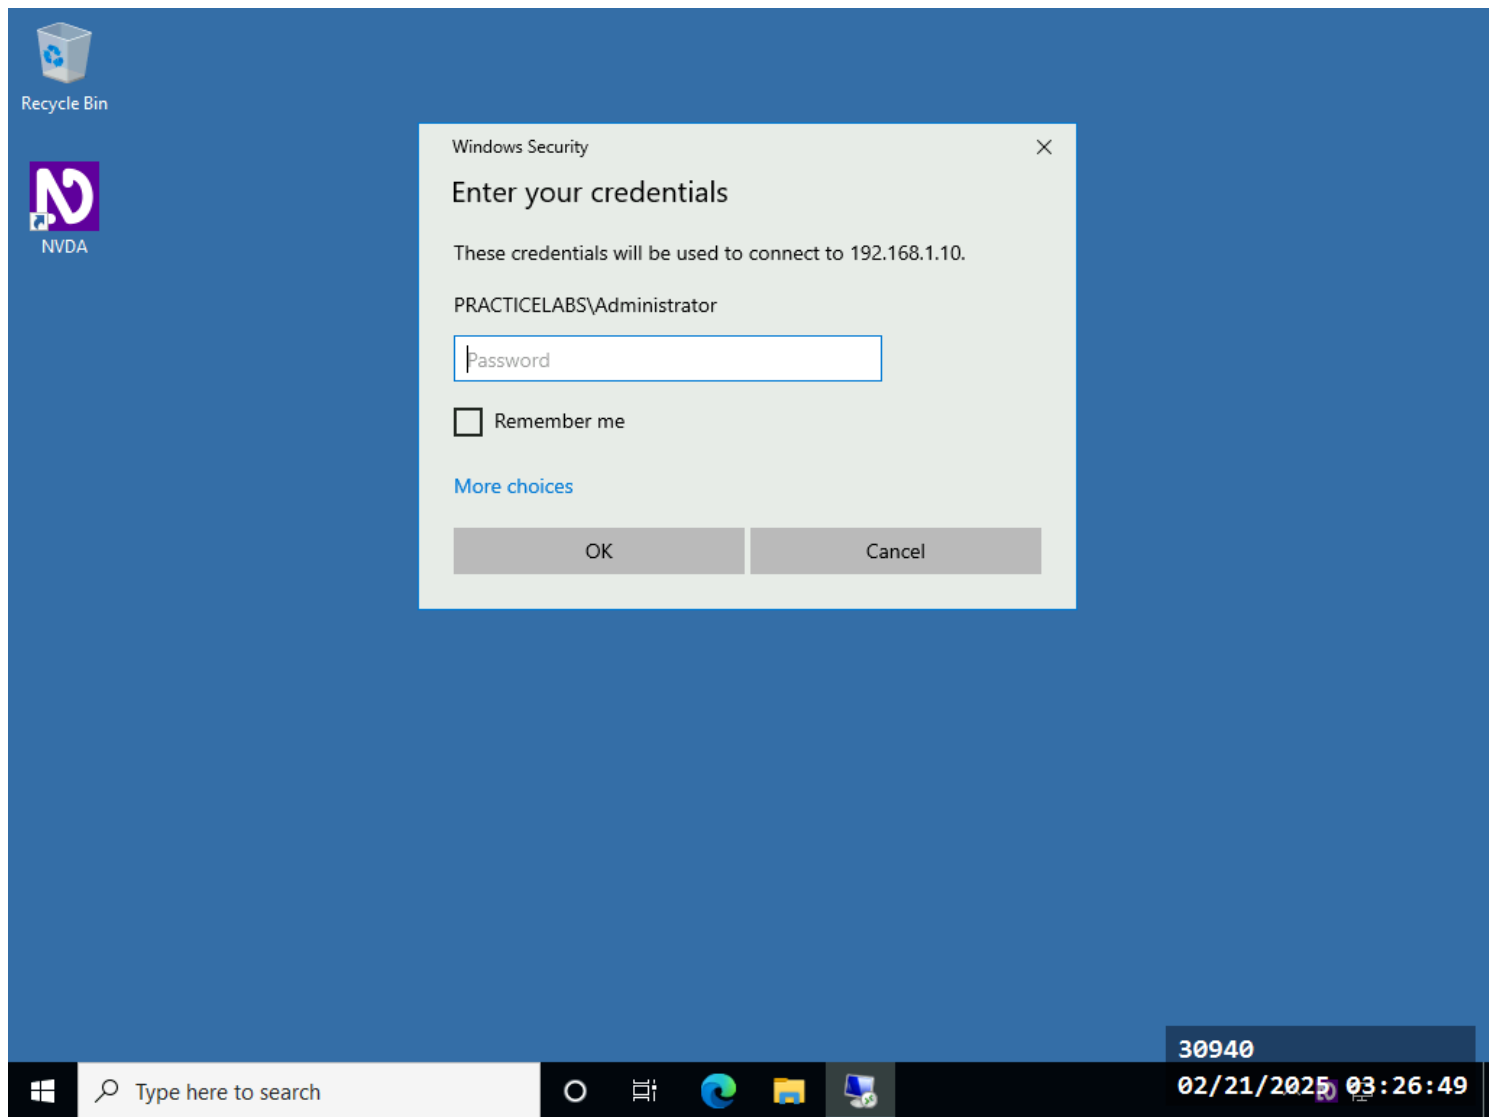 Recycle Bin
NVDA
Windows Security
Enter your credentials
These credentials will be used to connect to 192.168.1.10.
PRACTICELABS\Administrator
Password
Remember me
More choices
OK
Cancel
30940
Type here to search
02/21/2025 03:26:49